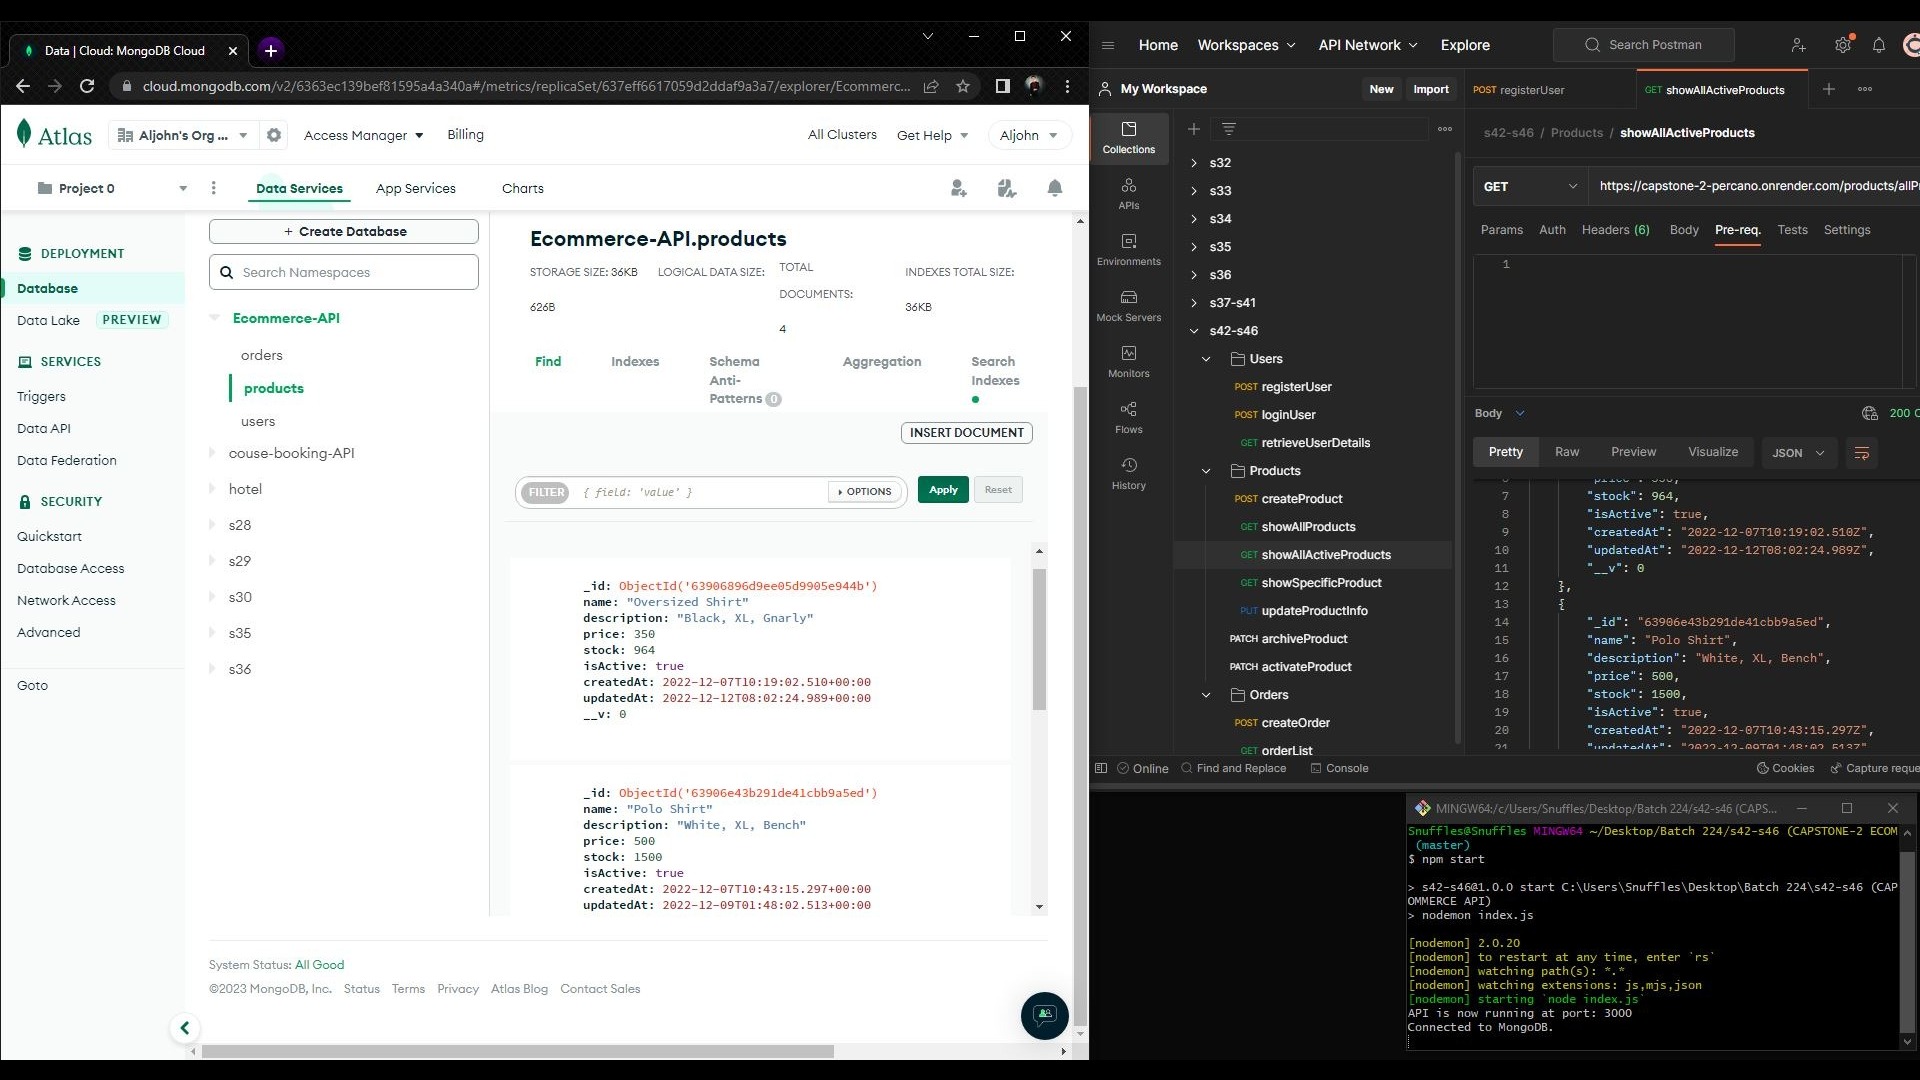 Data | Cloud: MongoDB Cloud
cloud.mongodb.com/v2/6363ec139bef81595a4a340a#/metrics/replicaSet/637eff6617059d2ddaf9a3a7/explorer/Ecommerc...
Atlas
Aljohn's Org ...
Access Manager
Billing
All Clusters
Get Help
Aljohn
Project 0
Data Services
App Services
Charts
DEPLOYMENT
Database
Data Lake
PREVIEW
SERVICES
Triggers
Data API
Data Federation
SECURITY
Quickstart
Database Access
Network Access
Advanced
Goto
+ Create Database
Search Namespaces
Ecommerce-API
orders
products
users
couse-booking-API
hotel
s28
s29
s30
s35
s36
Ecommerce-API.products
STORAGE SIZE: 36KB
LOGICAL DATA SIZE:
626B
TOTAL
DOCUMENTS:
4
INDEXES TOTAL SIZE:
36KB
Find
Indexes
Schema
Anti-
Patterns 0
Aggregation
Search
Indexes
INSERT DOCUMENT
FILTER
{ field: 'value' }
OPTIONS
Apply
Reset
_id: ObjectId('63906896d9ee05d9905e944b')
name: "Oversized Shirt"
description: "Black, XL, Gnarly"
price: 350
stock: 964
isActive: true
createdAt: 2022-12-07T10:19:02.510+00:00
updatedAt: 2022-12-12T08:02:24.989+00:00
__v: 0
_id: ObjectId('63906e43b291de41cbb9a5ed')
name: "Polo Shirt"
description: "White, XL, Bench"
price: 500
stock: 1500
isActive: true
createdAt: 2022-12-07T10:43:15.297+00:00
updatedAt: 2022-12-09T01:48:02.513+00:00
System Status: All Good
©2023 MongoDB, Inc.
Status
Terms
Privacy
Atlas Blog
Contact Sales
Home
Workspaces
API Network
Explore
Search Postman
My Workspace
New
Import
POST registerUser
GET showAllActiveProducts
Collections
APIs
Environments
Mock Servers
Monitors
Flows
History
s32
s33
s34
s35
s36
s37-s41
s42-s46
Users
POST registerUser
POST loginUser
GET retrieveUserDetails
Products
POST createProduct
GET showAllProducts
GET showAllActiveProducts
GET showSpecificProduct
PUT updateProductInfo
PATCH archiveProduct
PATCH activateProduct
Orders
POST createOrder
GET orderList
s42-s46 / Products / showAllActiveProducts
GET
https://capstone-2-percano.onrender.com/products/allP
Params
Auth
Headers (6)
Body
Pre-req.
Tests
Settings
1
Body
200
Pretty
Raw
Preview
Visualize
JSON
7 "stock": 964,
8 "isActive": true,
9 "createdAt": "2022-12-07T10:19:02.510Z",
10 "updatedAt": "2022-12-12T08:02:24.989Z",
11 "__v": 0
12 },
13 {
14 "_id": "63906e43b291de41cbb9a5ed",
15 "name": "Polo Shirt",
16 "description": "White, XL, Bench",
17 "price": 500,
18 "stock": 1500,
19 "isActive": true,
20 "createdAt": "2022-12-07T10:43:15.297Z",
21 "updatedAt": "2022-12-09T01:48:02.513Z"
Online
Find and Replace
Console
Cookies
Capture reque
MINGW64:/c/Users/Snuffles/Desktop/Batch 224/s42-s46 (CAPS...
Snuffles@Snuffles MINGW64 ~/Desktop/Batch 224/s42-s46 (CAPSTONE-2 ECOM
(master)
$ npm start
> s42-s46@1.0.0 start C:\Users\Snuffles\Desktop\Batch 224\s42-s46 (CAP
OMMERCE API)
> nodemon index.js
[nodemon] 2.0.20
[nodemon] to restart at any time, enter `rs`
[nodemon] watching path(s): *.*
[nodemon] watching extensions: js,mjs,json
[nodemon] starting `node index.js`
API is now running at port: 3000
Connected to MongoDB.